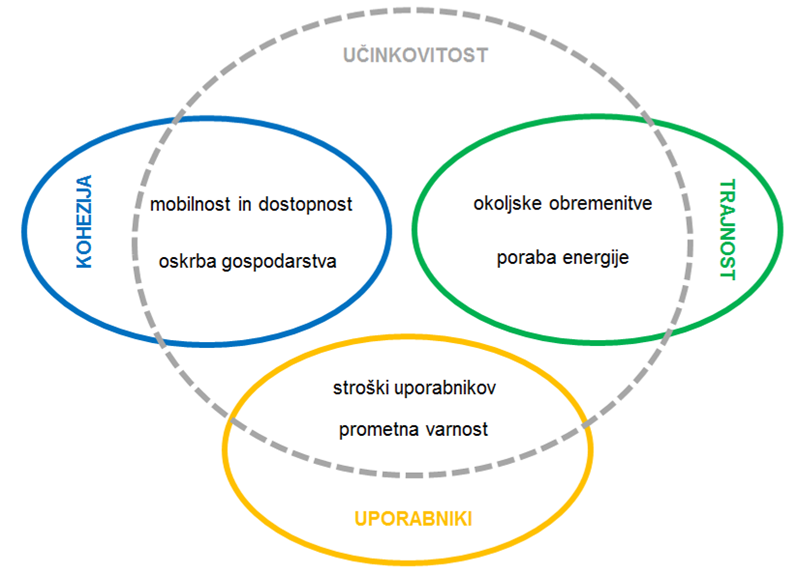 UČINKOVITOST
KOHEZIJA
mobilnost in dostopnost
oskrba gospodarstva
okoljske obremenitve
poraba energije
TRAJNOST
stroški uporabnikov
prometna varnost
UPORABNIKI